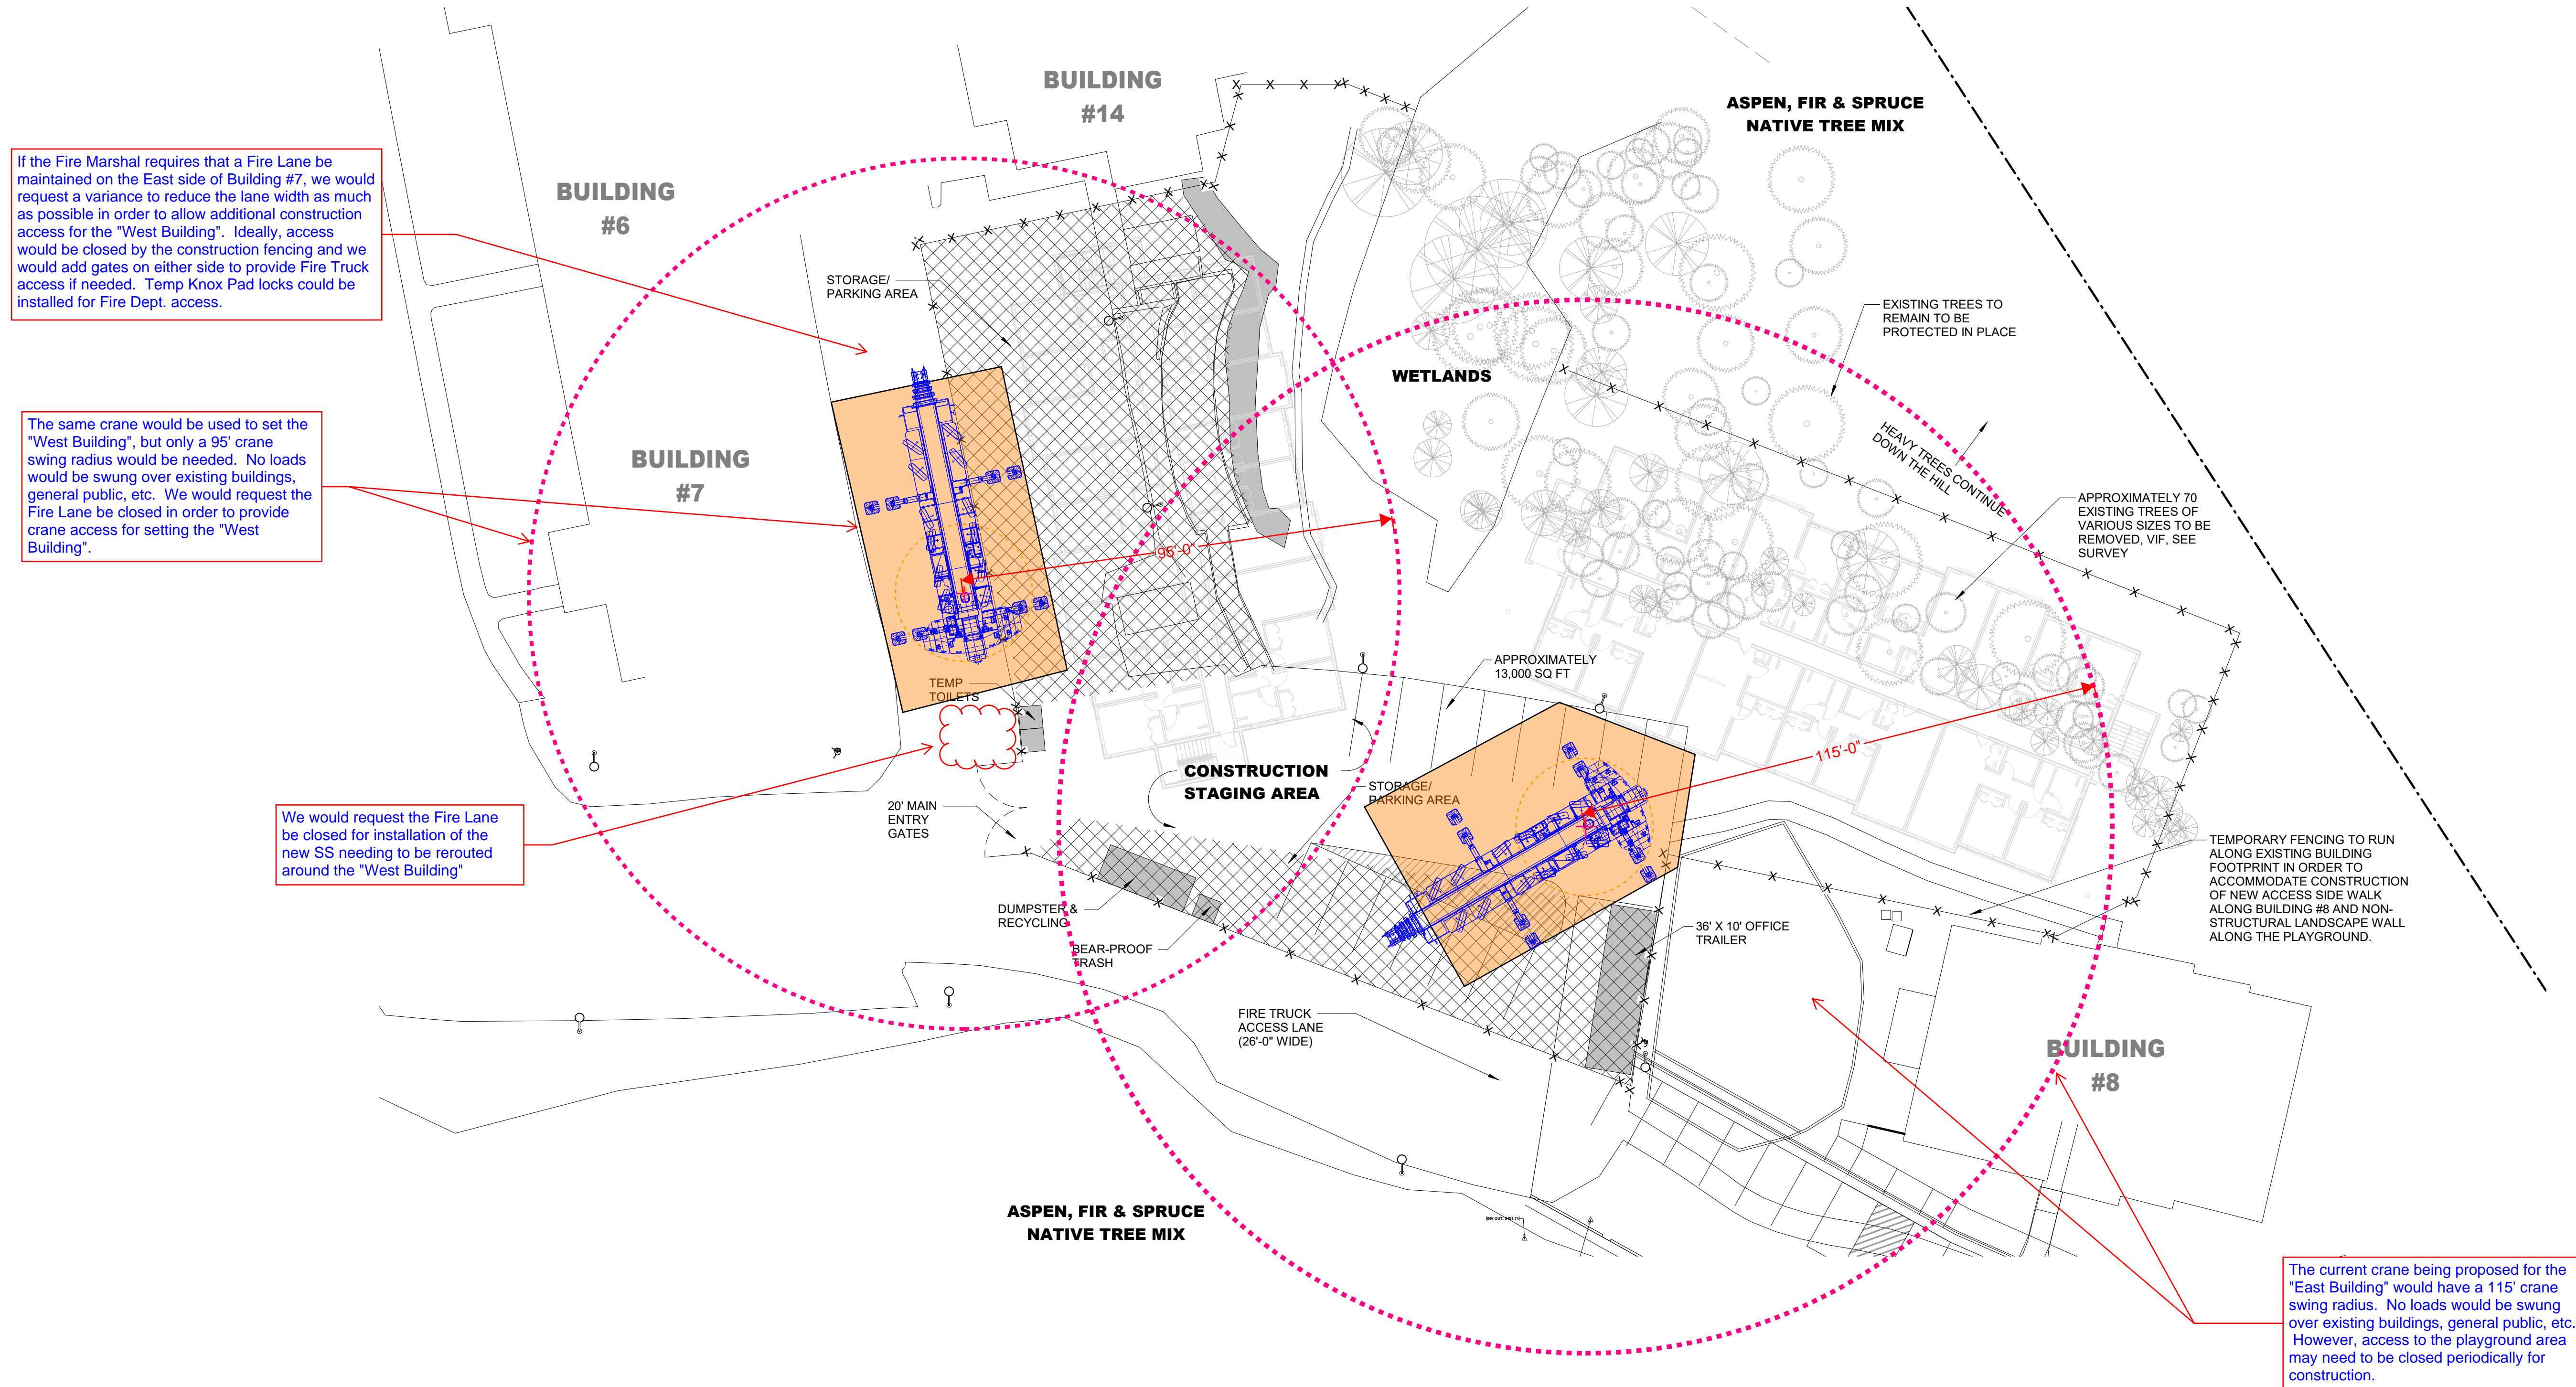 BUILDING
#14
ASPEN, FIR & SPRUCE
NATIVE TREE MIX
If the Fire Marshal requires that a Fire Lane be
maintained on the East side of Building #7, we would
request a variance to reduce the lane width as much
as possible in order to allow additional construction
access for the "West Building".  Ideally, access
would be closed by the construction fencing and we
would add gates on either side to provide Fire Truck
access if needed.  Temp Knox Pad locks could be
installed for Fire Dept. access.
BUILDING
#6
STORAGE/
PARKING AREA
EXISTING TREES TO
REMAIN TO BE
PROTECTED IN PLACE
WETLANDS
The same crane would be used to set the
"West Building", but only a 95' crane
swing radius would be needed.  No loads
would be swung over existing buildings,
general public, etc.  We would request the
Fire Lane be closed in order to provide
crane access for setting the "West
Building".
BUILDING
#7
HEAVY TREES CONTINUE
DOWN THE HILL
APPROXIMATELY 70
EXISTING TREES OF
VARIOUS SIZES TO BE
REMOVED, VIF, SEE
SURVEY
95'-0"
APPROXIMATELY
13,000 SQ FT
TEMP
TOILETS
115'-0"
CONSTRUCTION
STAGING AREA
STORAGE/
PARKING AREA
20' MAIN
ENTRY
GATES
We would request the Fire Lane
be closed for installation of the
new SS needing to be rerouted
around the "West Building"
TEMPORARY FENCING TO RUN
ALONG EXISTING BUILDING
FOOTPRINT IN ORDER TO
ACCOMMODATE CONSTRUCTION
OF NEW ACCESS SIDE WALK
ALONG BUILDING #8 AND NON-
STRUCTURAL LANDSCAPE WALL
ALONG THE PLAYGROUND.
DUMPSTER &
RECYCLING
36' X 10' OFFICE
TRAILER
BEAR-PROOF
TRASH
FIRE TRUCK
ACCESS LANE
(26'-0" WIDE)
BUILDING
#8
ASPEN, FIR & SPRUCE
NATIVE TREE MIX
The current crane being proposed for the
"East Building" would have a 115' crane
swing radius.  No loads would be swung
over existing buildings, general public, etc.
However, access to the playground area
may need to be closed periodically for
construction.